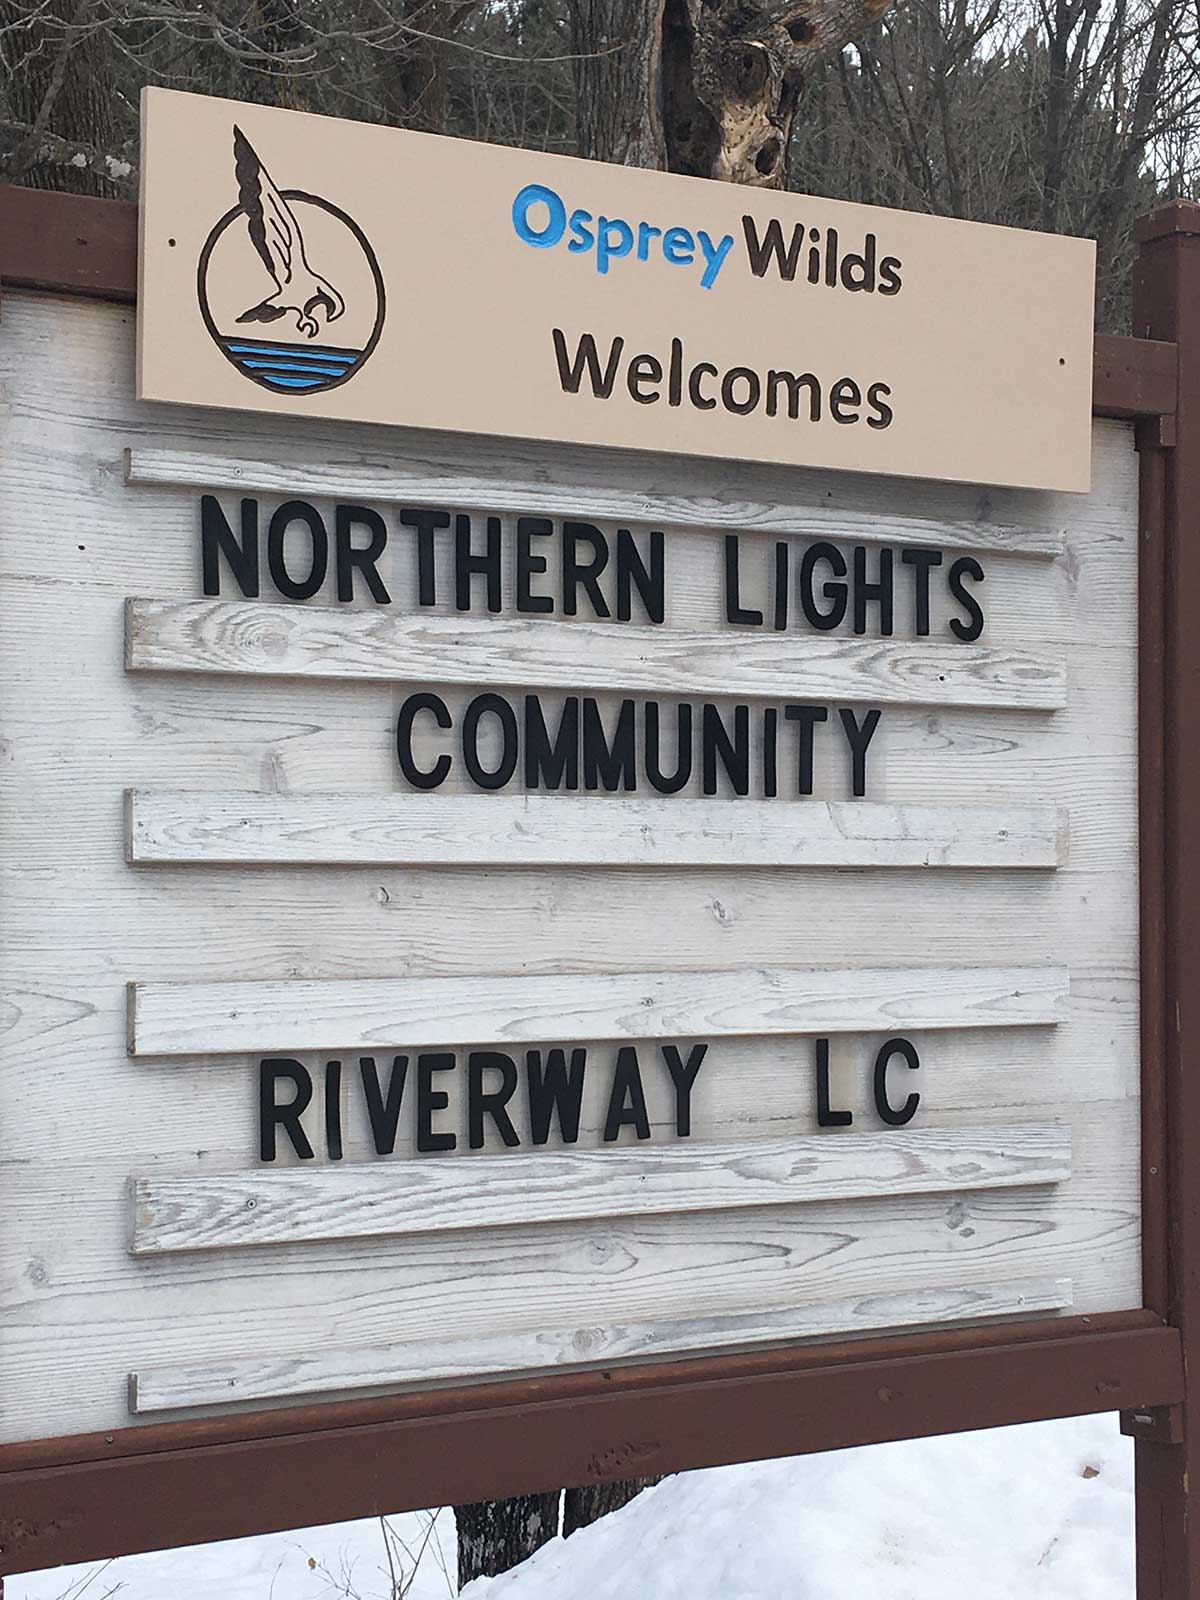 Osprey Wilds
Welcomes
NORTHERN LIGHTS
COMMUNITY
RIVERWAY LC